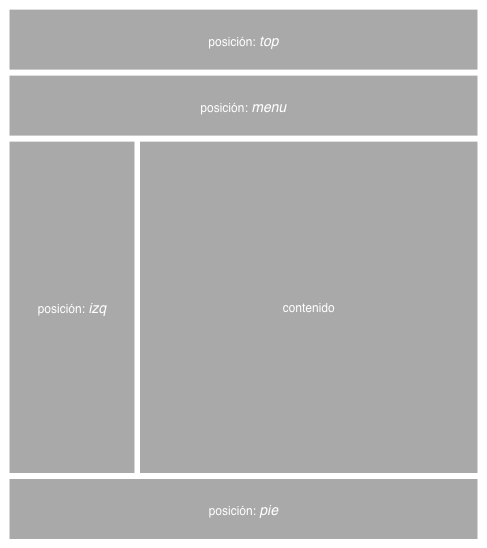 posición: top
posición: menu
posición: izq
contenido
posición: pie